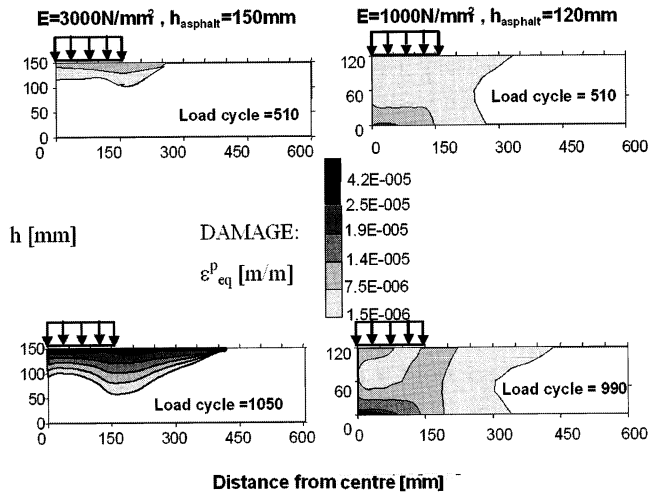 E=3000N/mm², h_asphalt=150mm
E=1000N/mm², h_asphalt=120mm
150
100
50
0
Load cycle =510
0 150 300 450 600
120
60
0
Load cycle =510
0 150 300 450 600
h [mm]
DAMAGE:
ε^p_eq [m/m]
4.2E-005
2.5E-005
1.9E-005
1.4E-005
7.5E-006
1.5E-006
150
100
50
0
Load cycle =1050
0 150 300 450 600
120
60
0
Load cycle =990
0 150 300 450 600
Distance from centre [mm]